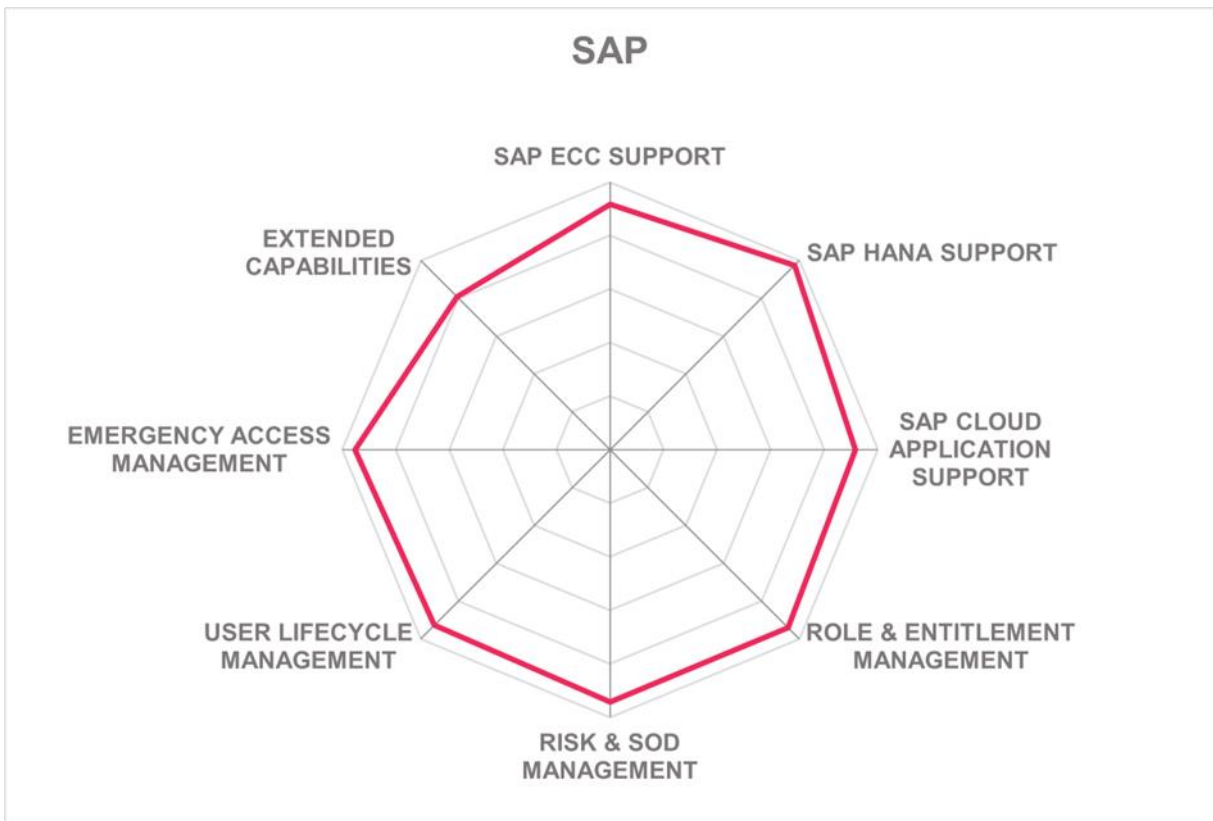 SAP
SAP ECC SUPPORT
SAP HANA SUPPORT
SAP CLOUD
APPLICATION
SUPPORT
ROLE & ENTITLEMENT
MANAGEMENT
RISK & SOD
MANAGEMENT
USER LIFECYCLE
MANAGEMENT
EMERGENCY ACCESS
MANAGEMENT
EXTENDED
CAPABILITIES